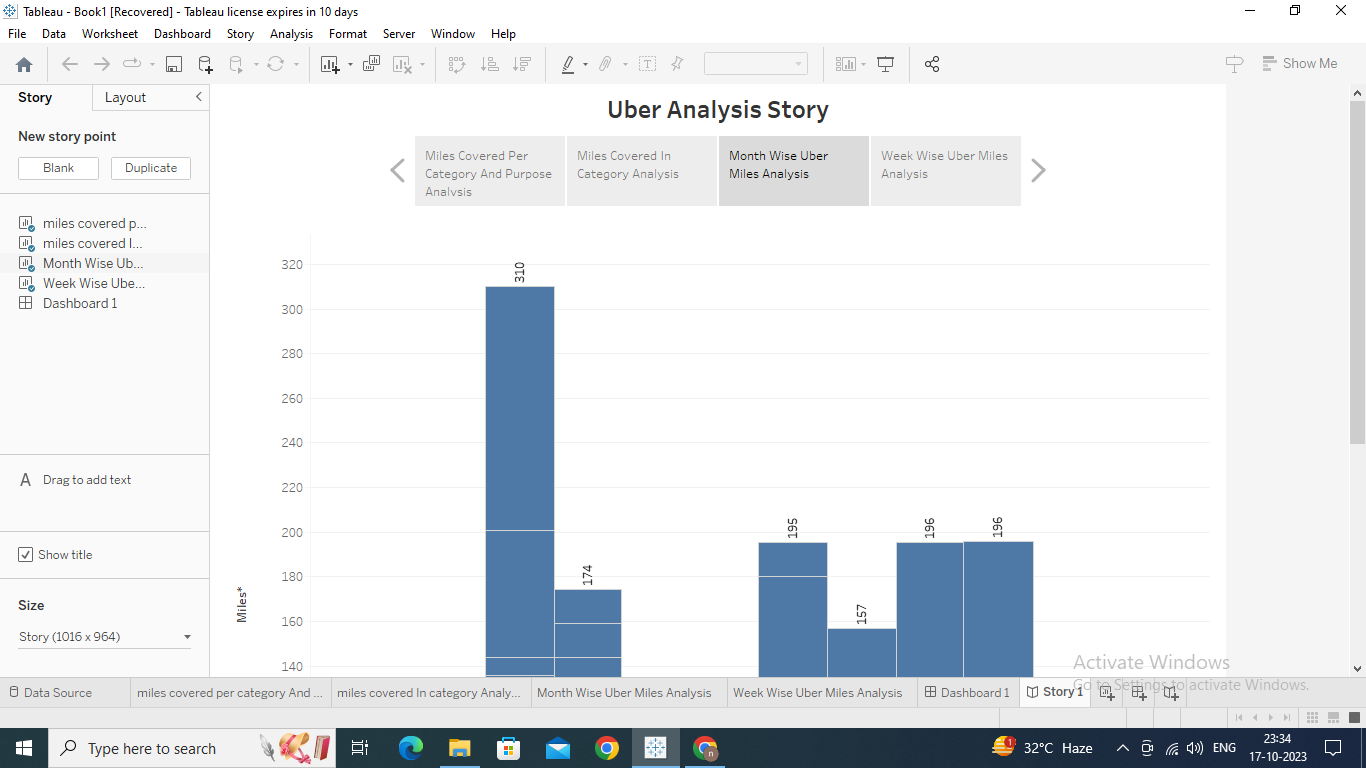 Tableau - Book1 [Recovered] - Tableau license expires in 10 days
File Data Worksheet Dashboard Story Analysis Format Server Window Help
Show Me
Story Layout
New story point
Blank Duplicate
miles covered p...
miles covered I...
Month Wise Ub...
Week Wise Ube...
Dashboard 1
A Drag to add text
Show title
Size
Story (1016 x 964)
Uber Analysis Story
Miles Covered Per
Category And Purpose
Analysis
Miles Covered In
Category Analysis
Month Wise Uber
Miles Analysis
Week Wise Uber Miles
Analysis
320
300
280
260
240
220
200
180
160
140
Miles*
310
174
195
157
196
196
Activate Windows
Go to Settings to activate Windows.
Data Source
miles covered per category And ...
miles covered In category Analy...
Month Wise Uber Miles Analysis
Week Wise Uber Miles Analysis
Dashboard 1
Story 1
Type here to search
1
n
32°C Haze
ENG
23:34
17-10-2023